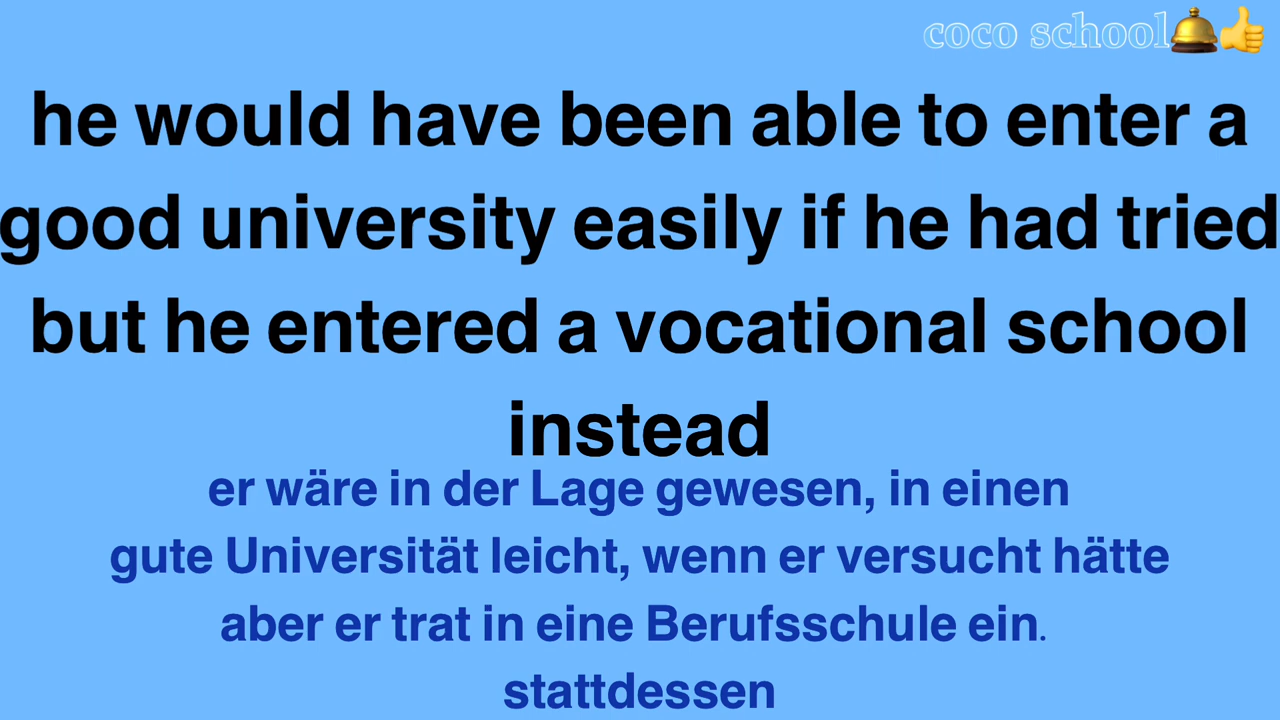 coco school🛎👍
he would have been able to enter a
good university easily if he had tried
but he entered a vocational school
instead
er wäre in der Lage gewesen, in einen
gute Universität leicht, wenn er versucht hätte
aber er trat in eine Berufsschule ein.
stattdessen